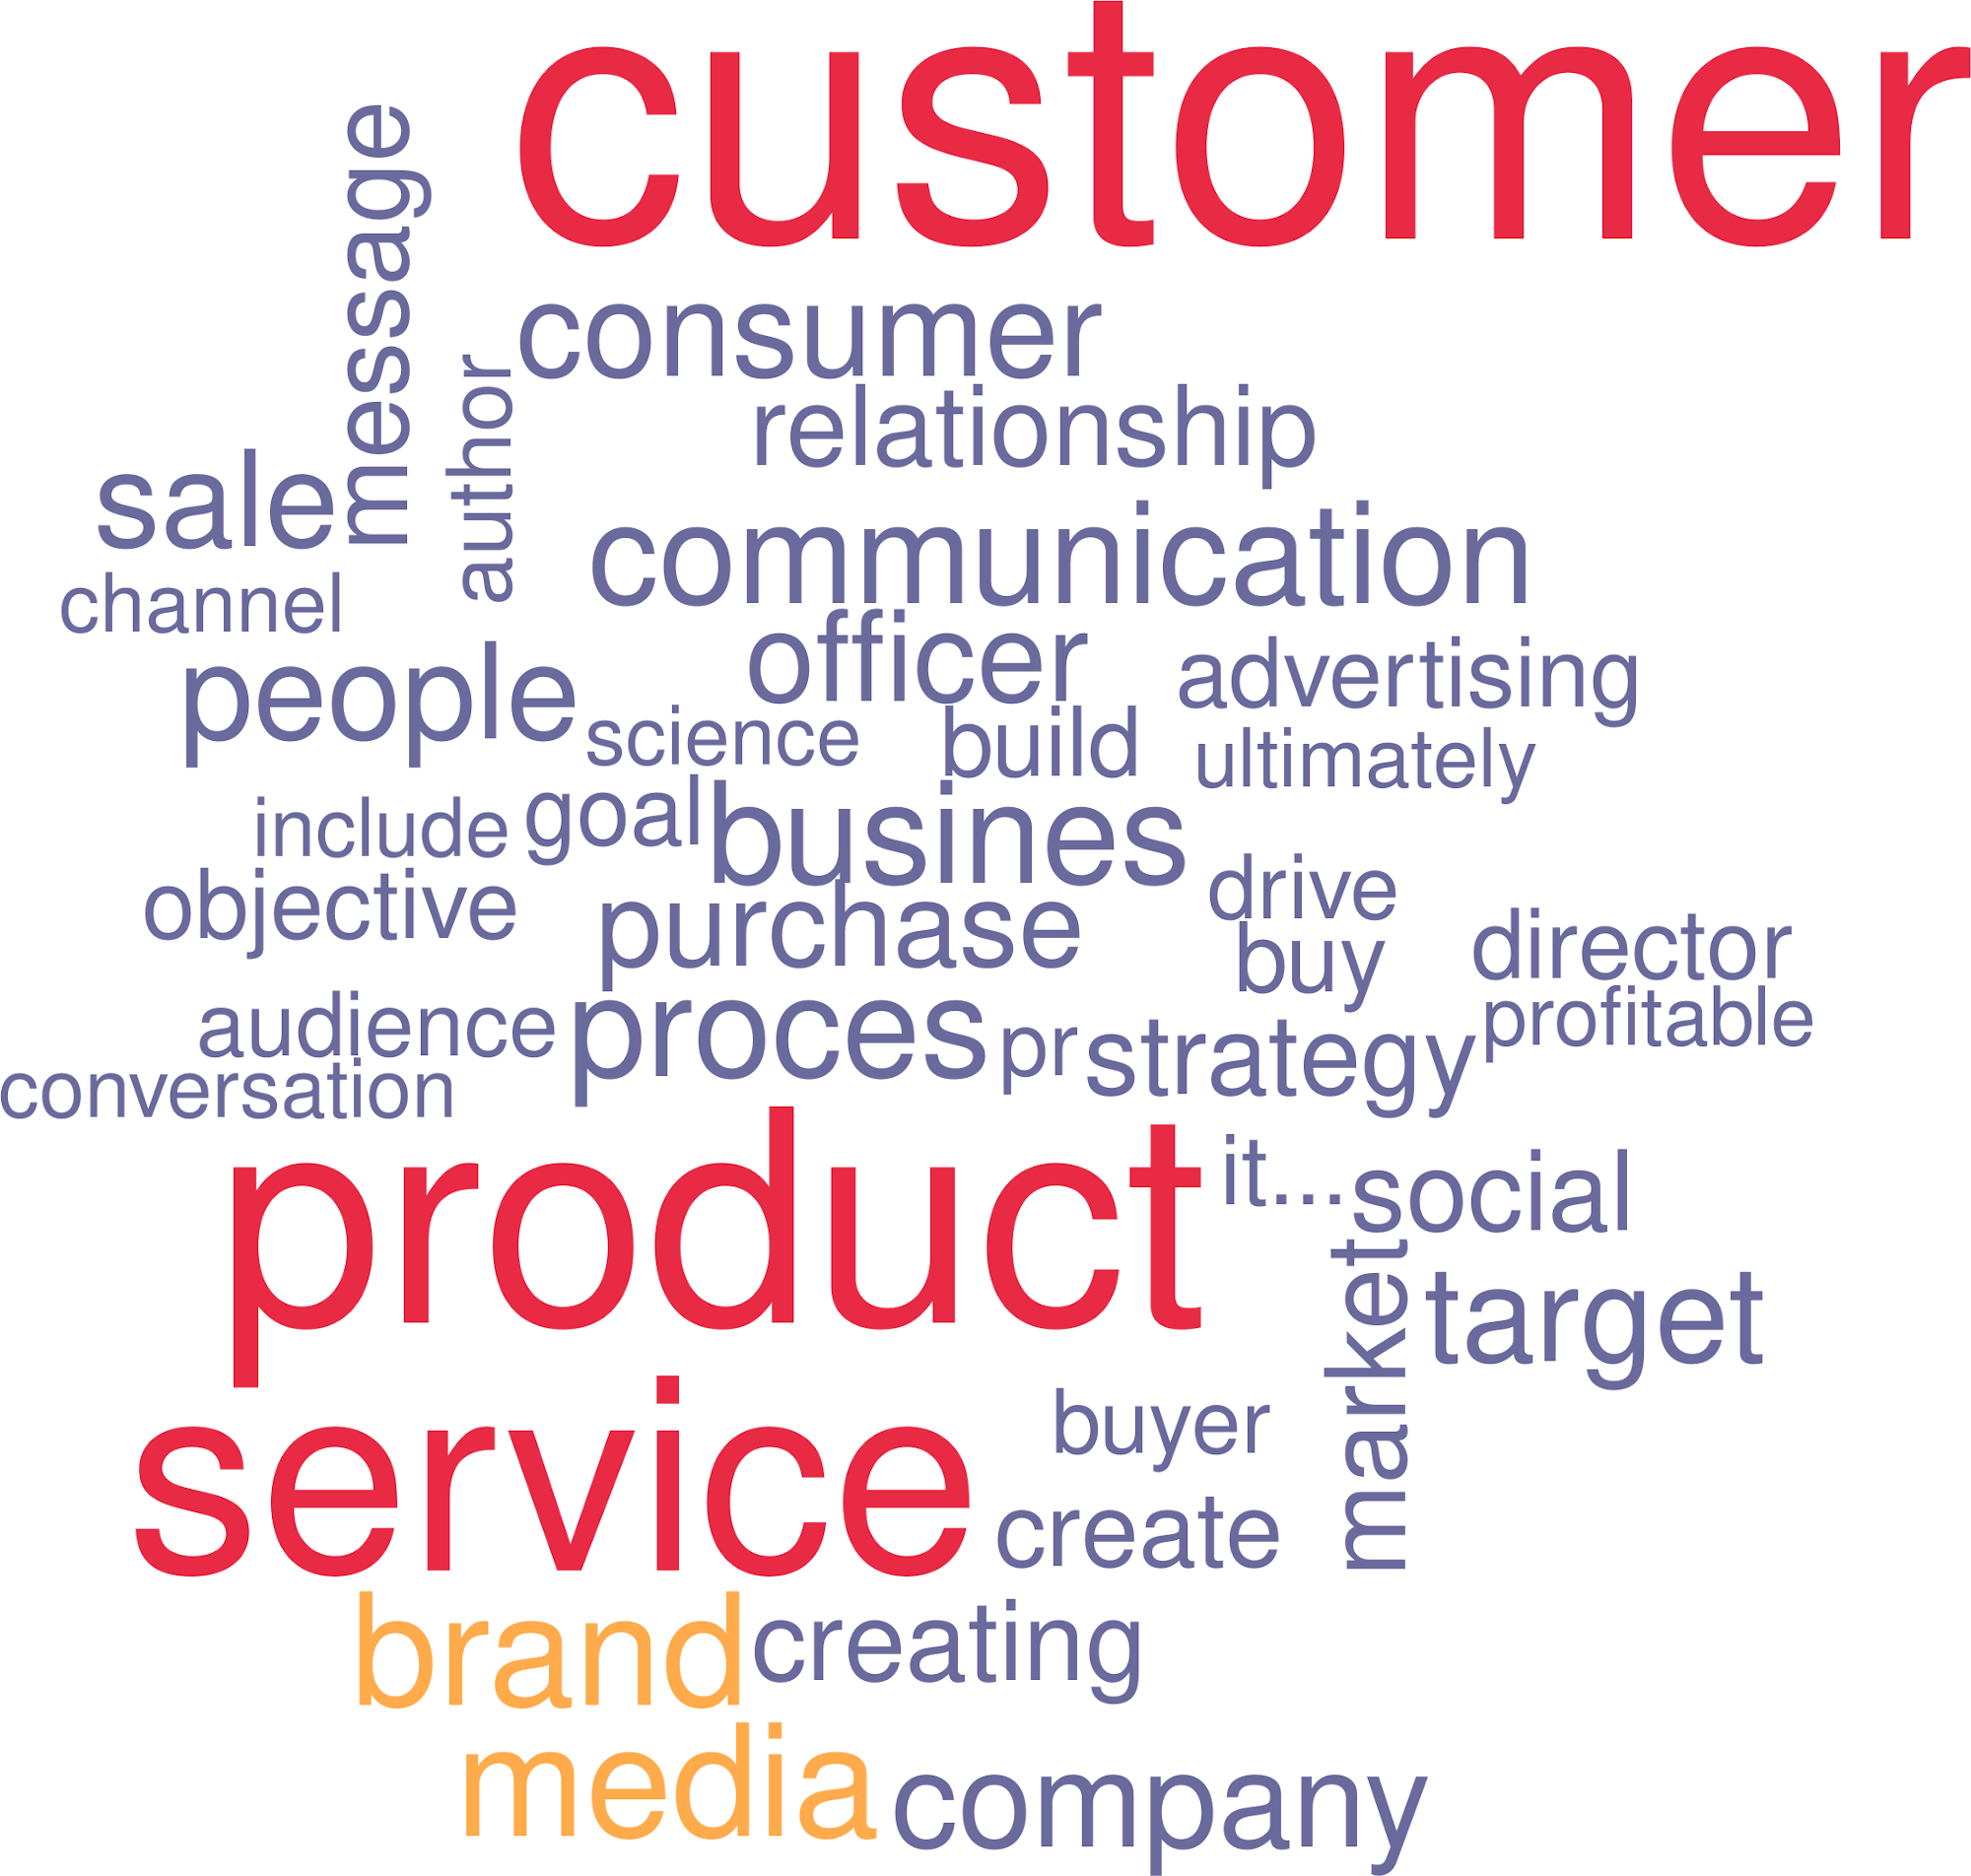 customer
message
consumer
author
relationship
sale
communication
channel
officer
people
advertising
science
build
ultimately
include
goal
busines
objective
purchase
drive
buy
director
audience
proces
pr
strategy
profitable
conversation
product
it...
social
market
target
service
buyer
create
brand
creating
media
company